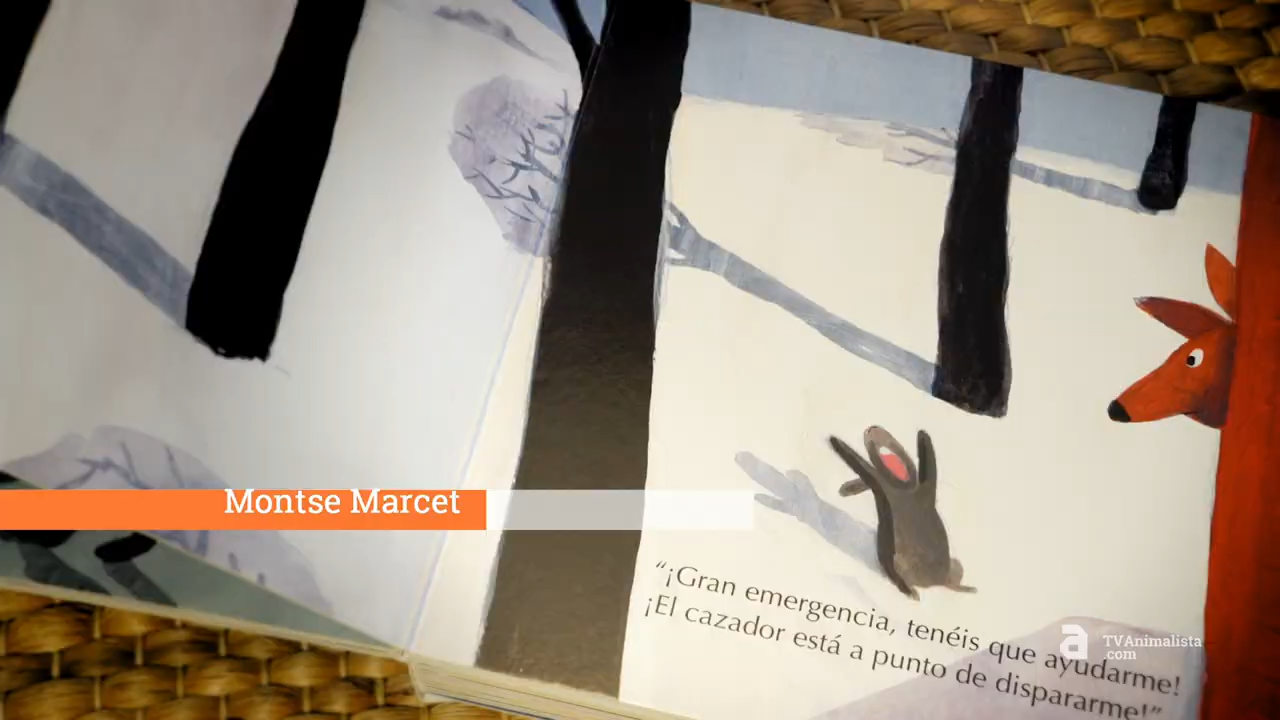 Montse Marcet
“¡Gran emergencia, tenéis que ayudarme!
¡El cazador está a punto de dispararme!”
a TVAnimalista
.com